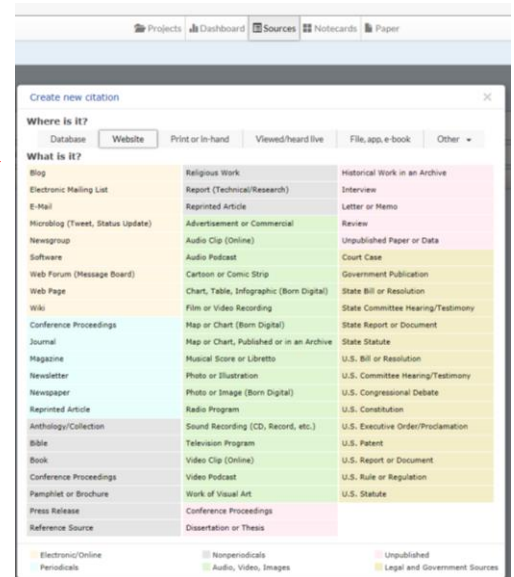 Projects Dashboard Sources Notecards Paper
Create new citation ×
Where is it?
Database Website Print or in-hand Viewed/heard live File, app, e-book Other
What is it?
Blog
Electronic Mailing List
E-Mail
Microblog (Tweet, Status Update)
Newsgroup
Software
Web Forum (Message Board)
Web Page
Wiki
Conference Proceedings
Journal
Magazine
Newsletter
Newspaper
Reprinted Article
Anthology/Collection
Bible
Book
Conference Proceedings
Pamphlet or Brochure
Press Release
Reference Source
Religious Work
Report (Technical/Research)
Reprinted Article
Advertisement or Commercial
Audio Clip (Online)
Audio Podcast
Cartoon or Comic Strip
Chart, Table, Infographic (Born Digital)
Film or Video Recording
Map or Chart (Born Digital)
Map or Chart, Published or in an Archive
Musical Score or Libretto
Photo or Illustration
Photo or Image (Born Digital)
Radio Program
Sound Recording (CD, Record, etc.)
Television Program
Video Clip (Online)
Video Podcast
Work of Visual Art
Conference Proceedings
Dissertation or Thesis
Historical Work in an Archive
Interview
Letter or Memo
Review
Unpublished Paper or Data
Court Case
Government Publication
State Bill or Resolution
State Committee Hearing/Testimony
State Report or Document
State Statute
U.S. Bill or Resolution
U.S. Committee Hearing/Testimony
U.S. Congressional Debate
U.S. Constitution
U.S. Executive Order/Proclamation
U.S. Patent
U.S. Report or Document
U.S. Rule or Regulation
U.S. Statute
Electronic/Online Nonperiodicals Unpublished
Periodicals Audio, Video, Images Legal and Government Sources